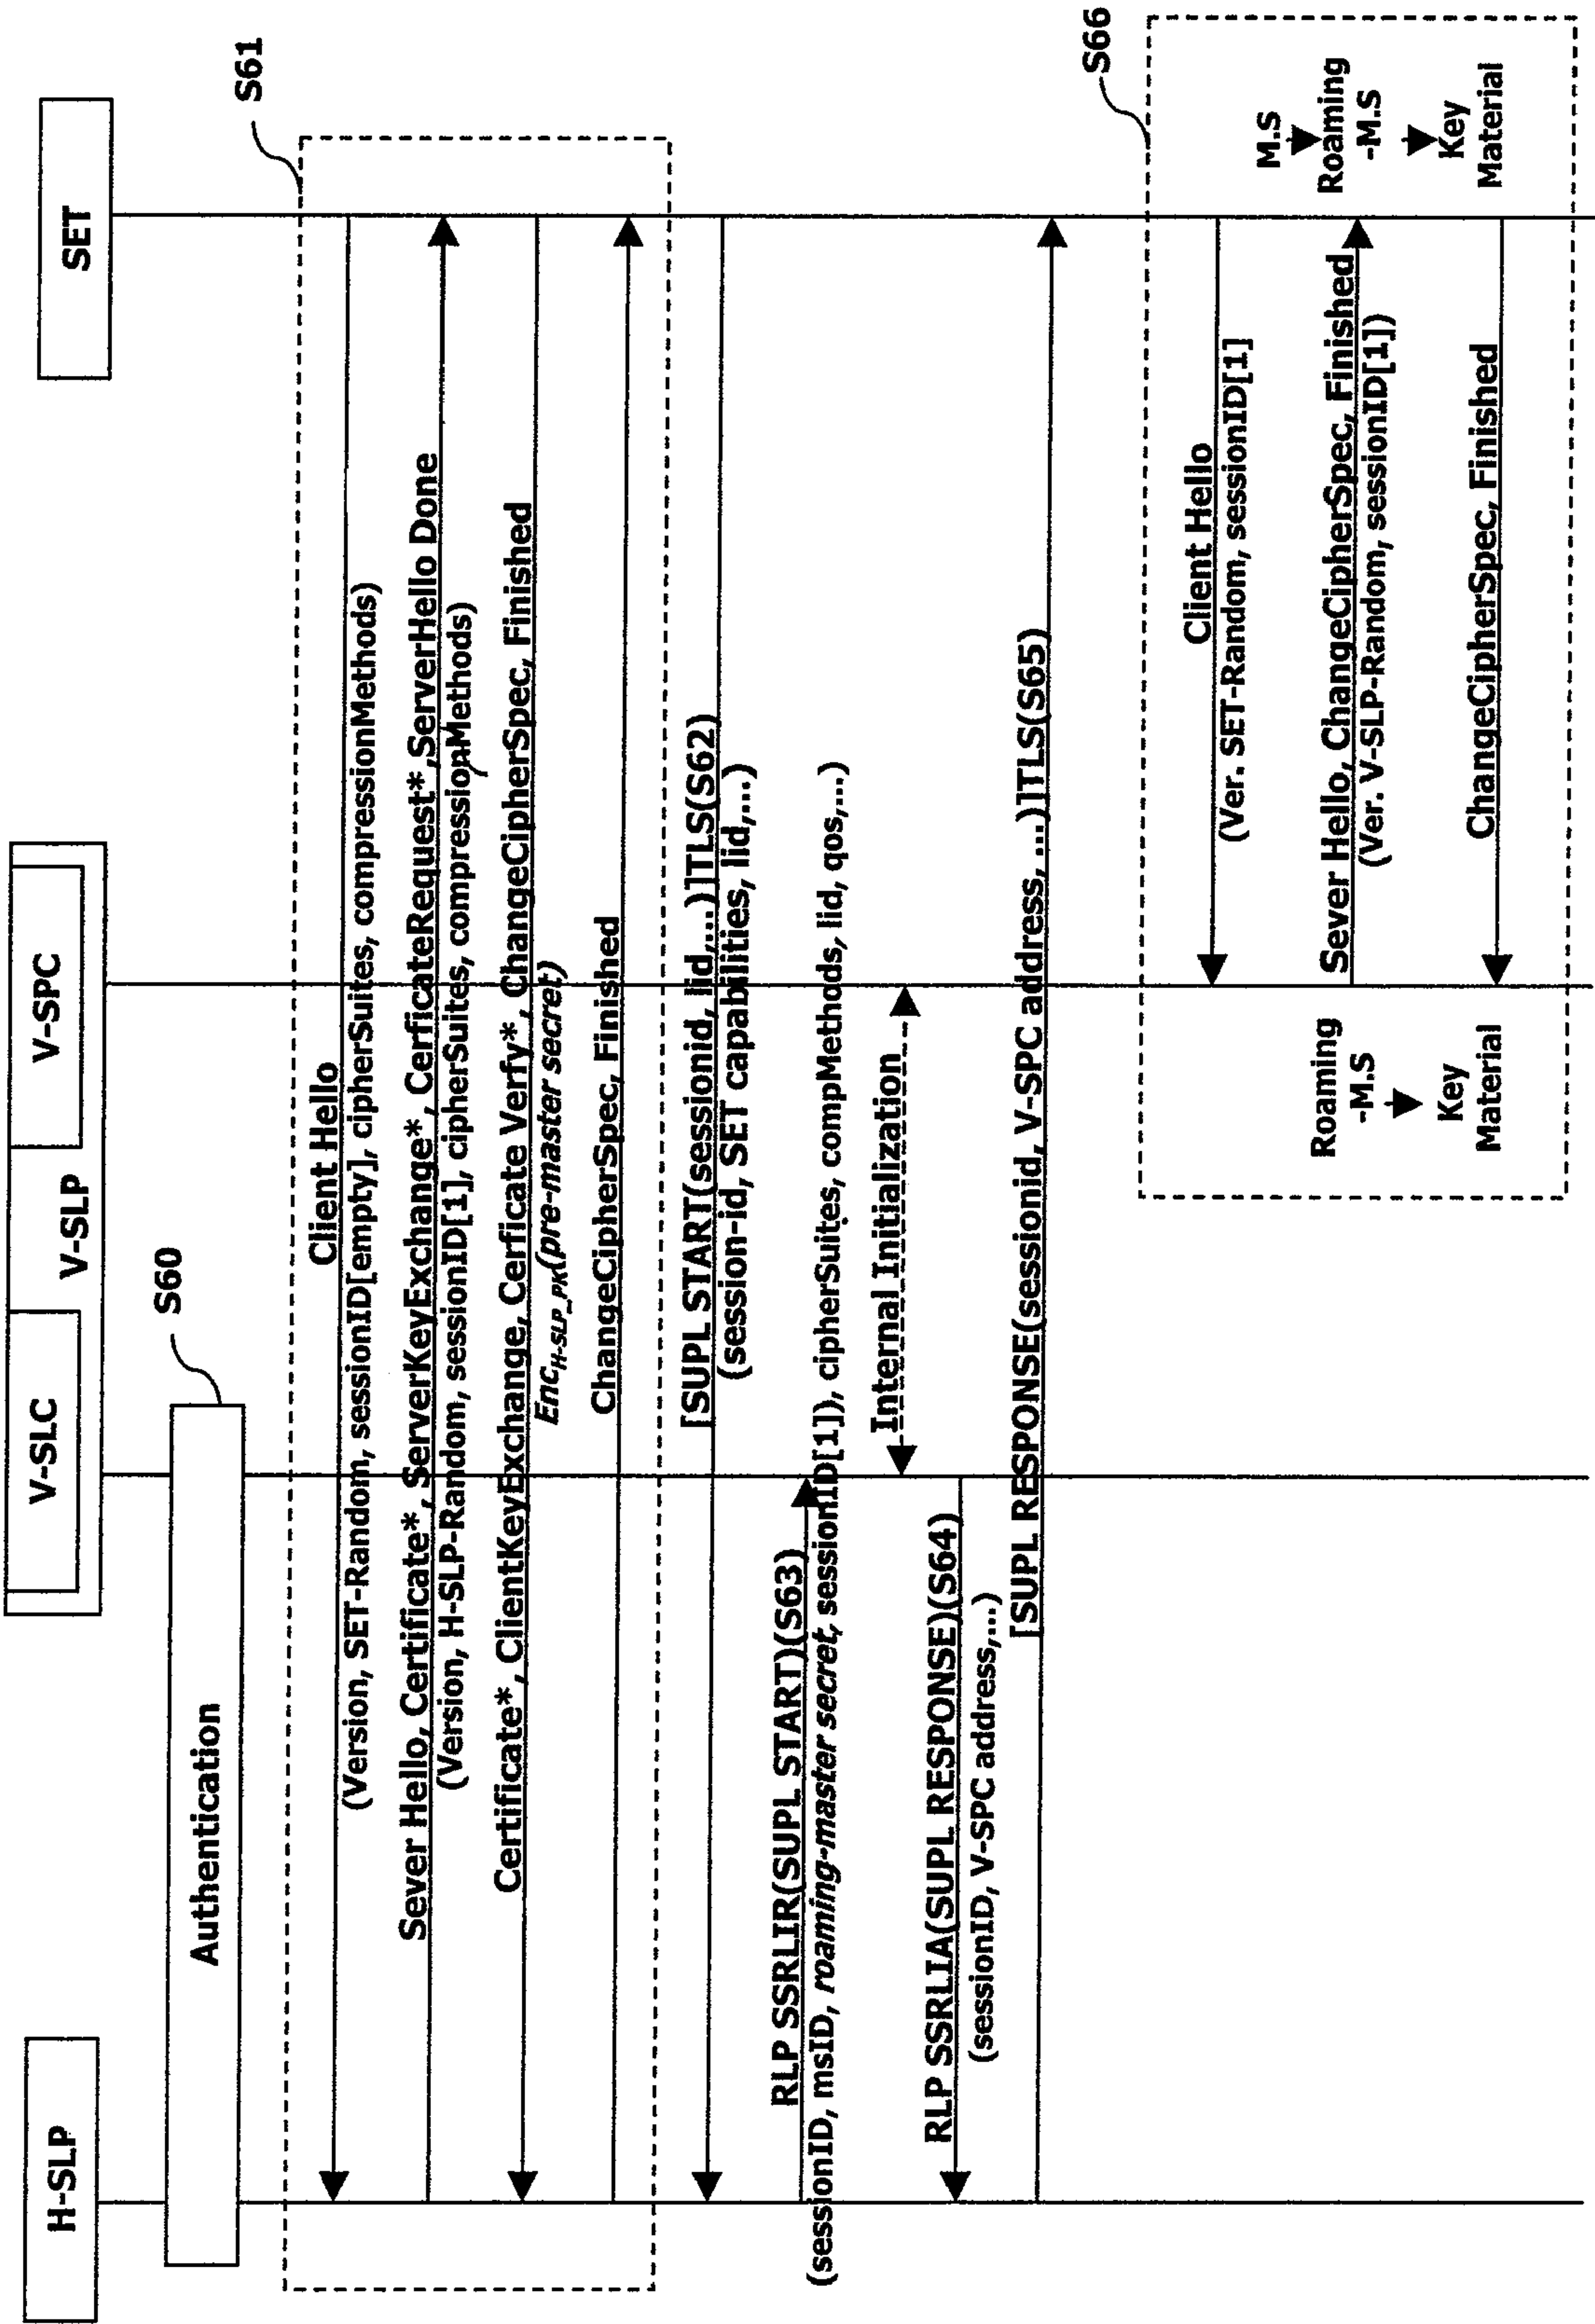 H-SLP
V-SLC
V-SLP
V-SPC
SET
Authentication
S60
S61
Client Hello
(Version, SET-Random, sessionID[empty], cipherSuites, compressionMethods)
Sever Hello, Certificate*, ServerKeyExchange*, CerficateRequest*,ServerHello Done
(Version, H-SLP-Random, sessionID[1], cipherSuites, compressionMethods)
Certificate*, ClientKeyExchange, Cerficate Verfy*, ChangeCipherSpec, Finished
EncH-SLP_PK(pre-master secret)
ChangeCipherSpec, Finished
[SUPL START(sessionid, lid,...)]TLS(S62)
(session-id, SET capabilities, lid,...)
RLP SSRLIR(SUPL START)(S63)
(sessionID, msID, roaming-master secret, sessionID[1]), cipherSuites, compMethods, lid, qos,...)
Internal Initialization
RLP SSRLIA(SUPL RESPONSE)(S64)
(sessionID, V-SPC address,...)
[SUPL RESPONSE(sessionid, V-SPC address, ...)]TLS(S65)
S66
Client Hello
(Ver. SET-Random, sessionID[1]
Sever Hello, ChangeCipherSpec, Finished
(Ver. V-SLP-Random, sessionID[1])
ChangeCipherSpec, Finished
Roaming
-M.S
Key
Material
M.S
Roaming
-M.S
Key
Material